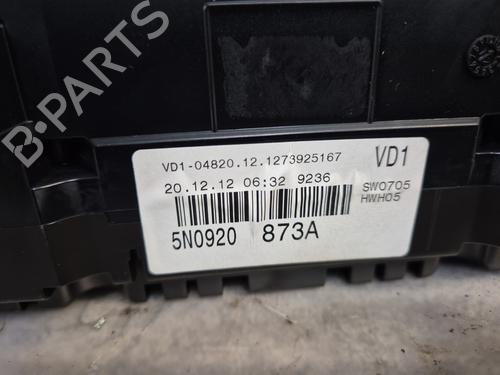 VD1-04820.12.1273925167
VD1
20.12.12 06:32 9236
SW0705
HWH05
5N0920 873A
B-PARTS